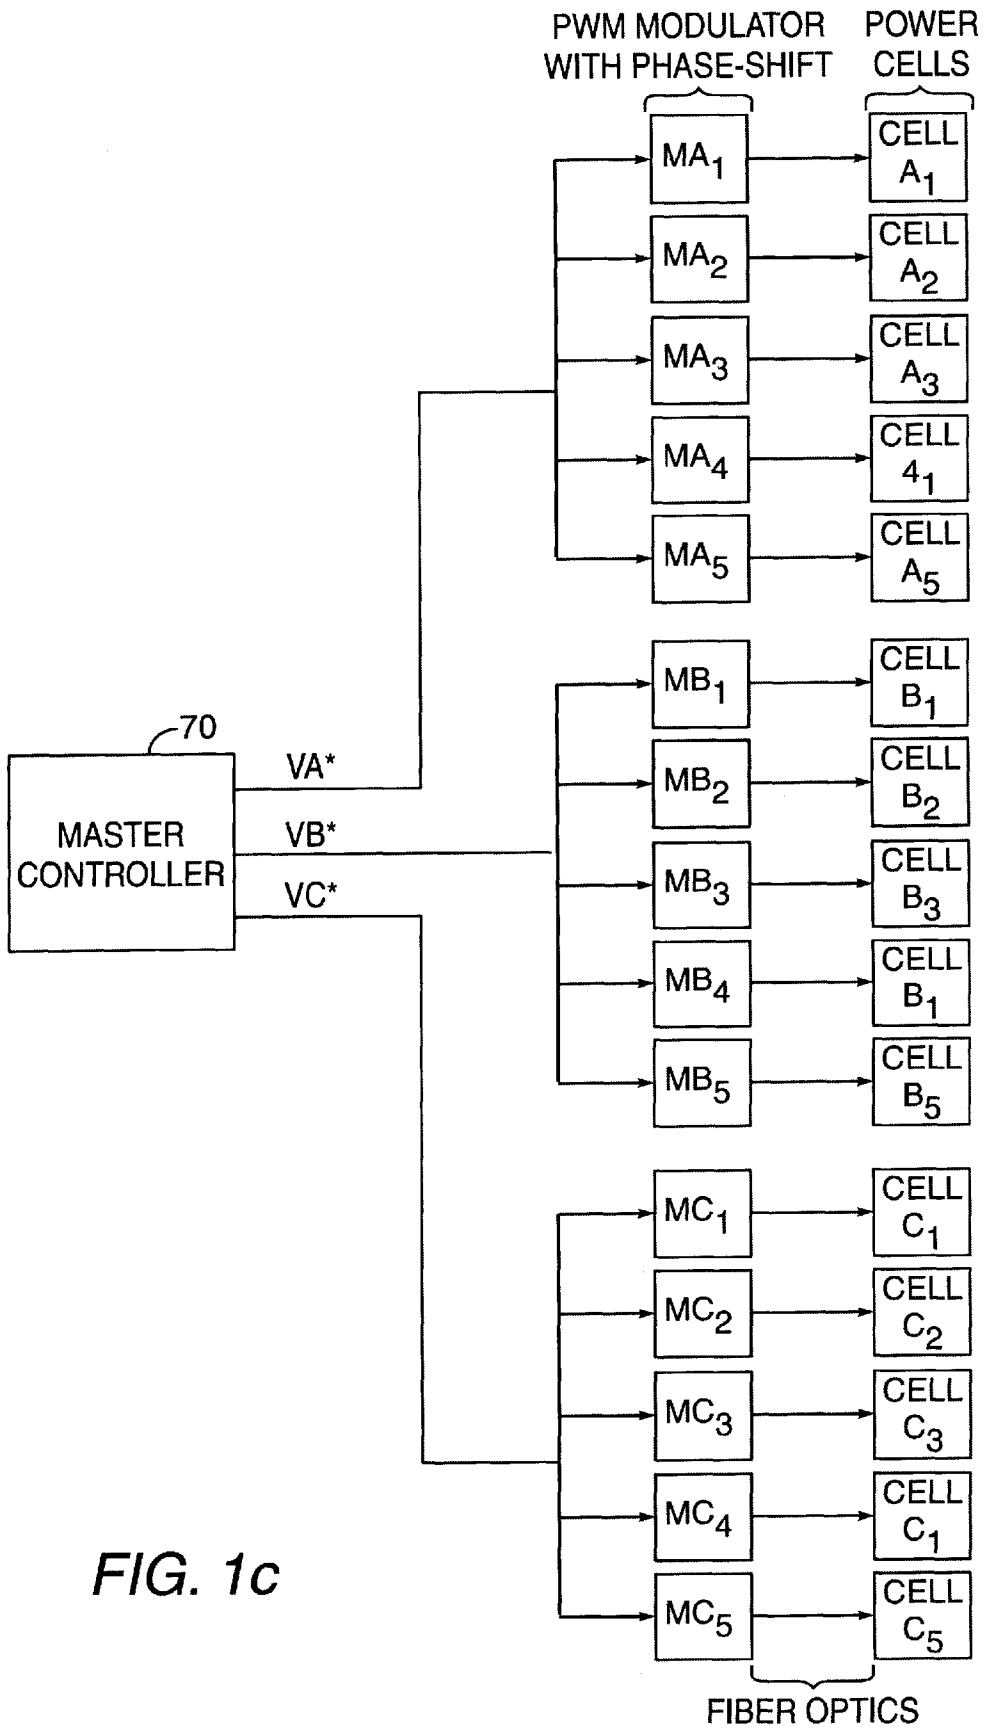 PWM MODULATOR
WITH PHASE-SHIFT
POWER
CELLS
MA1
CELL
A1
MA2
CELL
A2
MA3
CELL
A3
MA4
CELL
41
MA5
CELL
A5
MB1
CELL
B1
MB2
CELL
B2
MB3
CELL
B3
MB4
CELL
B1
MB5
CELL
B5
70
MASTER
CONTROLLER
VA*
VB*
VC*
MC1
CELL
C1
MC2
CELL
C2
MC3
CELL
C3
MC4
CELL
C1
MC5
CELL
C5
FIBER OPTICS
FIG. 1c